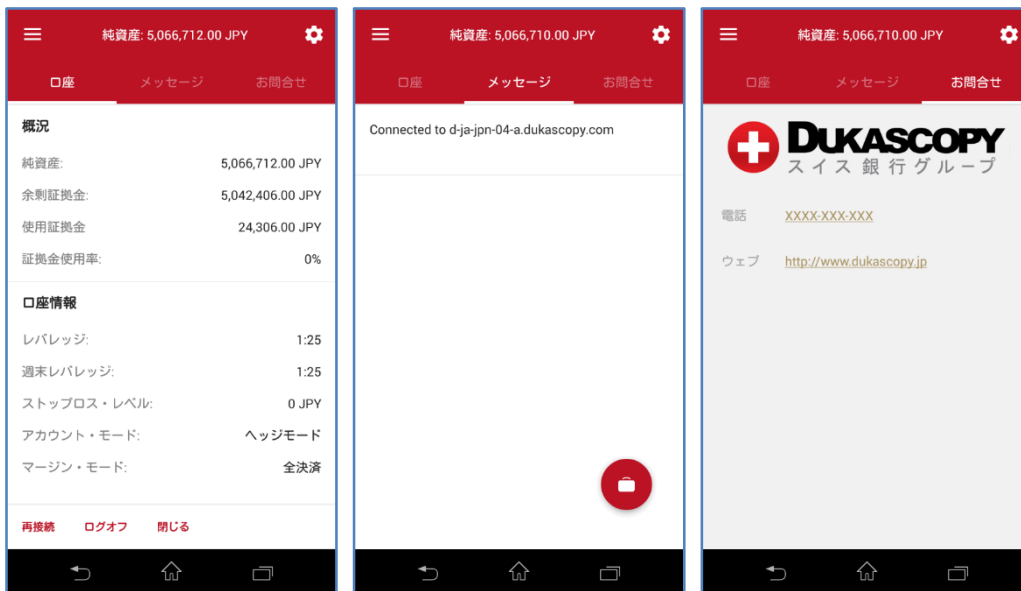 純資産: 5,066,712.00 JPY
口座 メッセージ お問合せ
概況
純資産: 5,066,712.00 JPY
余剰証拠金: 5,042,406.00 JPY
使用証拠金 24,306.00 JPY
証拠金使用率: 0%
口座情報
レバレッジ: 1:25
週末レバレッジ: 1:25
ストップロス・レベル: 0 JPY
アカウント・モード: ヘッジモード
マージン・モード: 全決済
再接続 ログオフ 閉じる
純資産: 5,066,710.00 JPY
口座 メッセージ お問合せ
Connected to d-ja-jpn-04-a.dukascopy.com
純資産: 5,066,710.00 JPY
口座 メッセージ お問合せ
DUKASCOPY
スイス銀行グループ
電話 XXXX-XXX-XXX
ウェブ http://www.dukascopy.jp